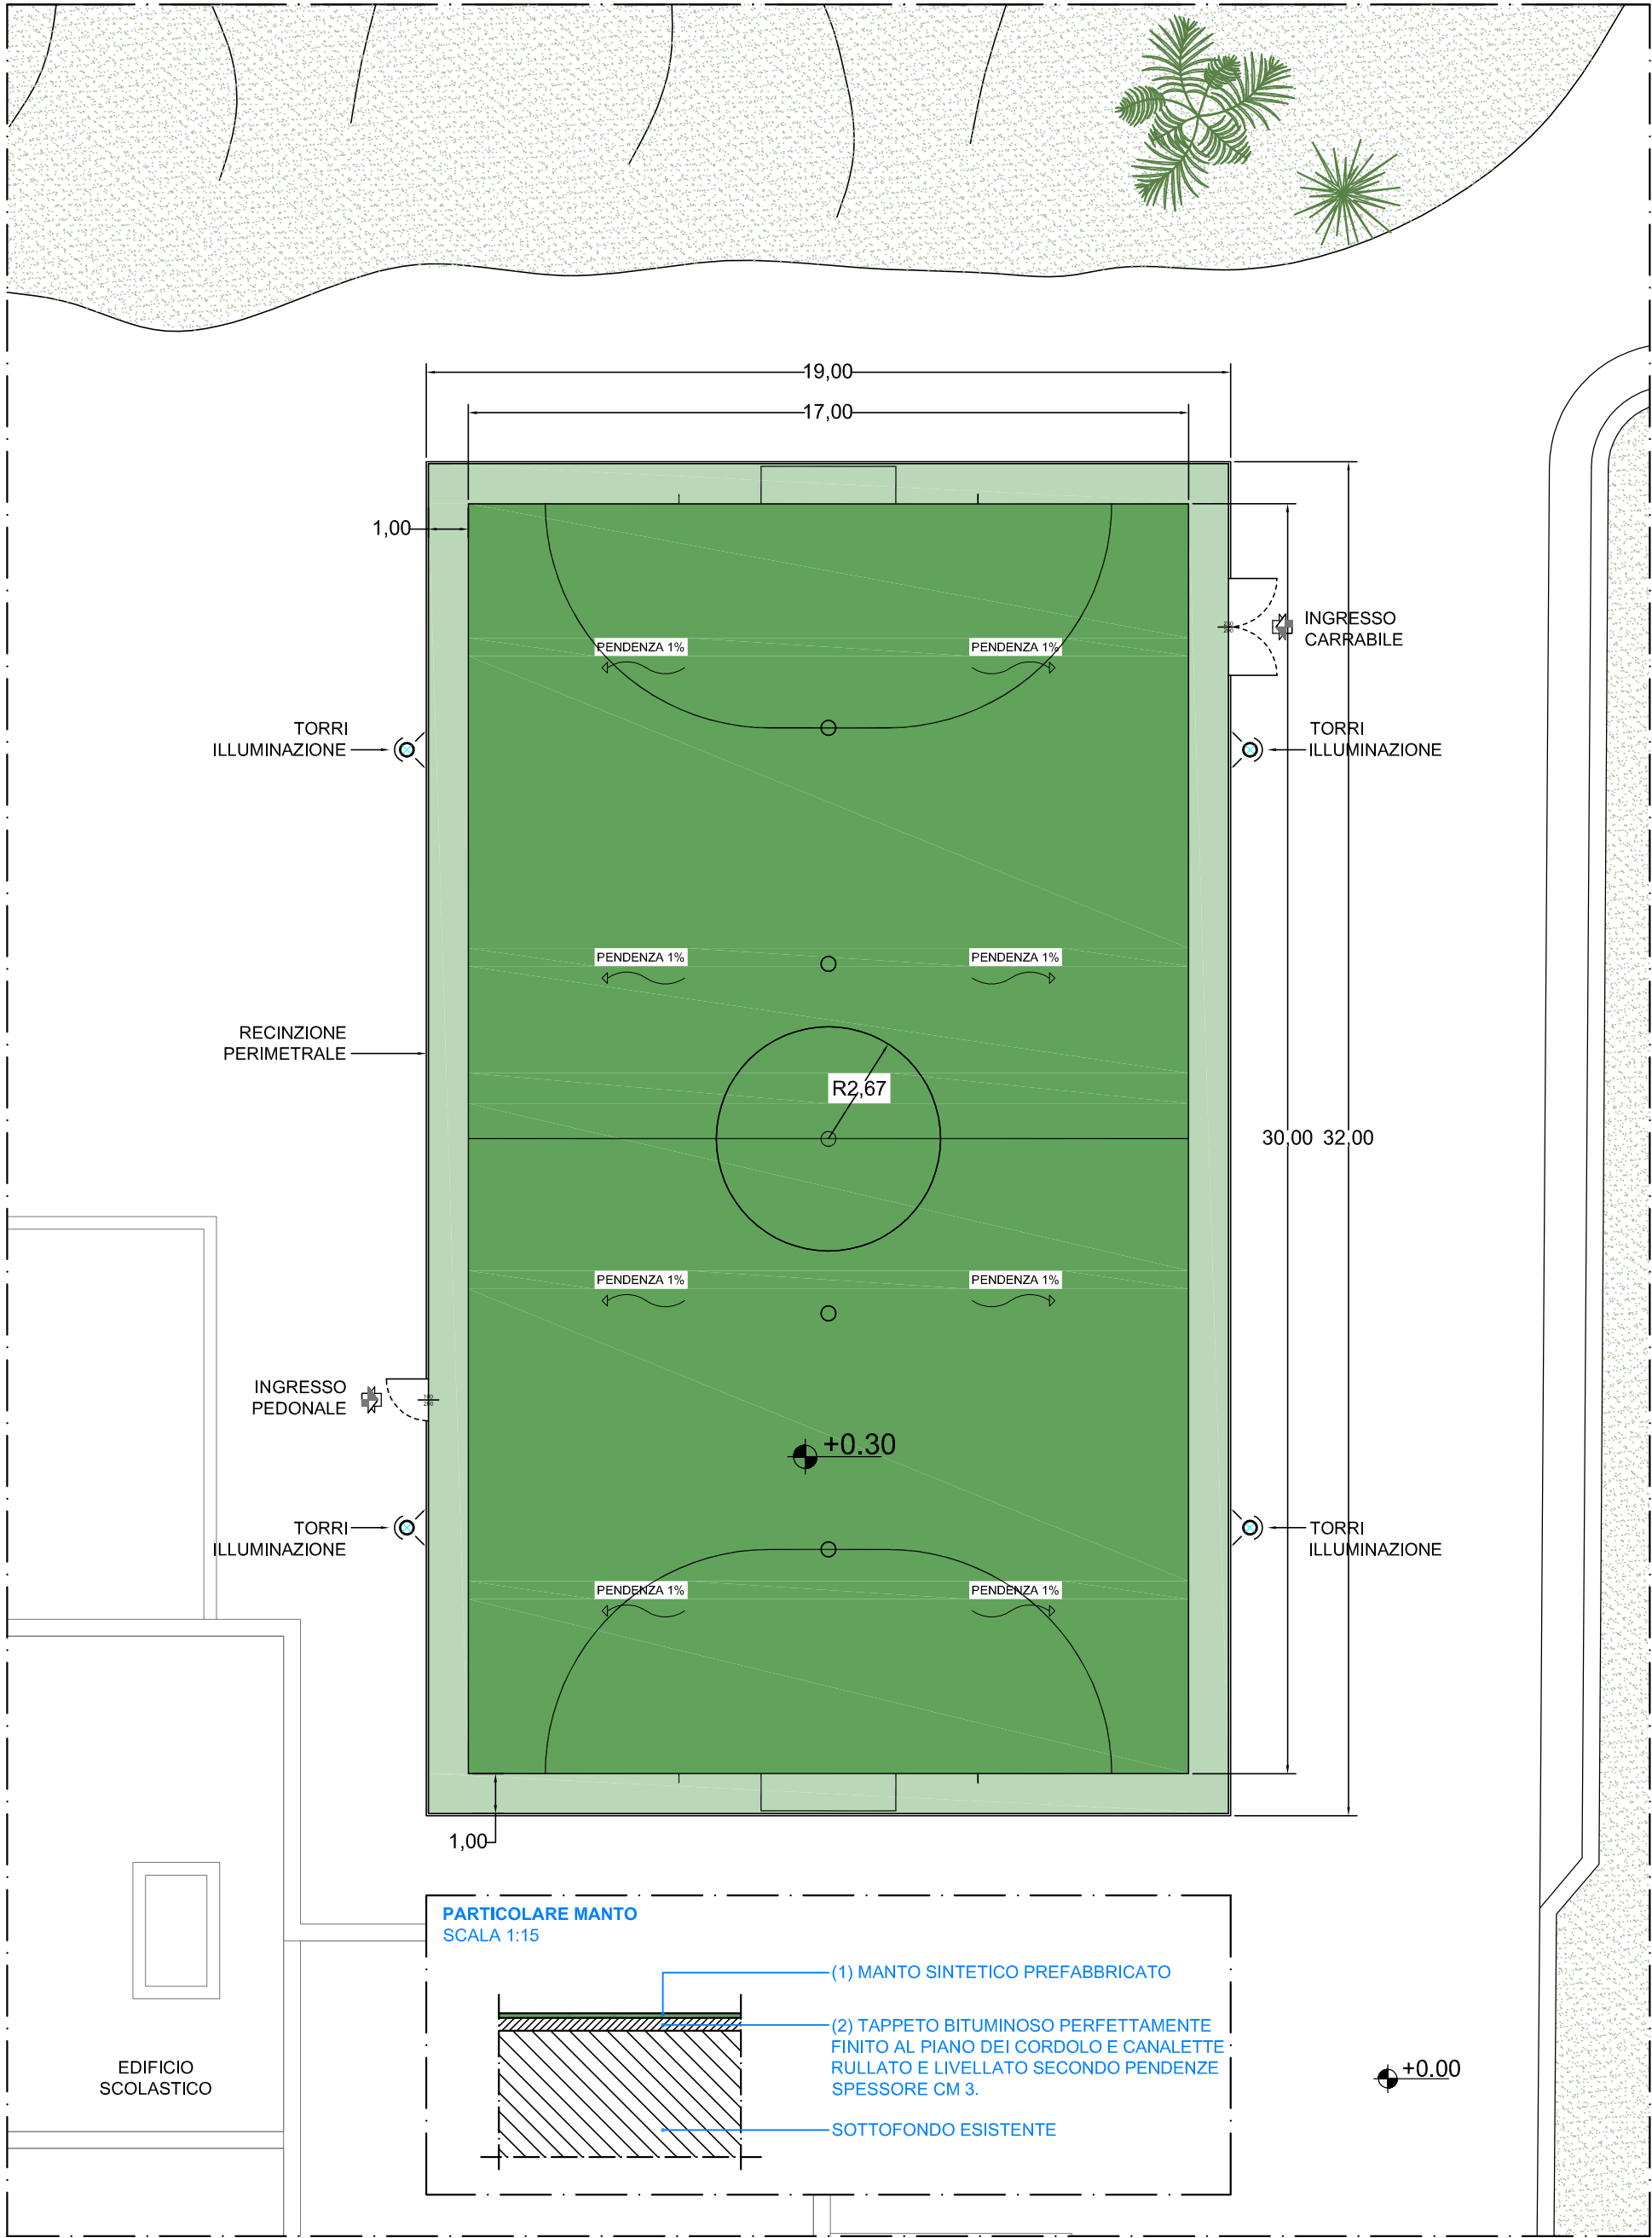 19,00
17,00
1,00
INGRESSO
CARRABILE
PENDENZA 1%
PENDENZA 1%
TORRI
ILLUMINAZIONE
TORRI
ILLUMINAZIONE
PENDENZA 1%
PENDENZA 1%
RECINZIONE
PERIMETRALE
R2,67
30,00
32,00
PENDENZA 1%
PENDENZA 1%
INGRESSO
PEDONALE
+0.30
TORRI
ILLUMINAZIONE
TORRI
ILLUMINAZIONE
PENDENZA 1%
PENDENZA 1%
1,00
PARTICOLARE MANTO
SCALA 1:15
(1) MANTO SINTETICO PREFABBRICATO
(2) TAPPETO BITUMINOSO PERFETTAMENTE
FINITO AL PIANO DEI CORDOLO E CANALETTE
RULLATO E LIVELLATO SECONDO PENDENZE
SPESSORE CM 3.
SOTTOFONDO ESISTENTE
EDIFICIO
SCOLASTICO
+0.00